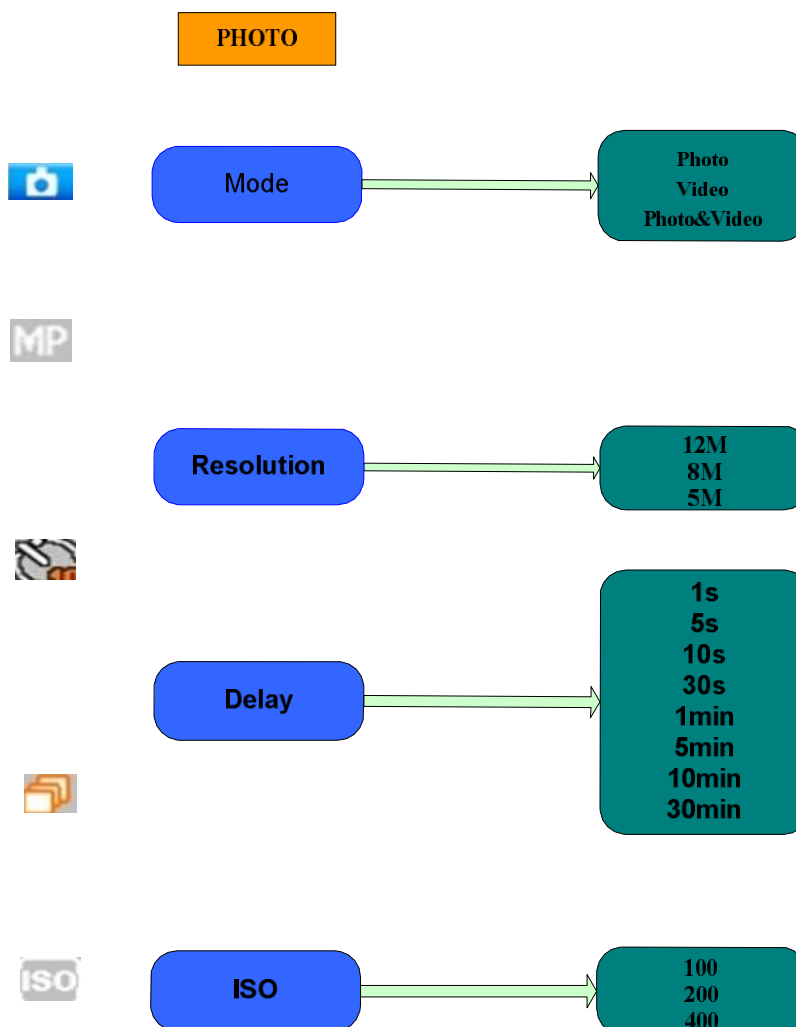 PHOTO
Mode
Photo
Video
Photo&Video
MP
Resolution
12M
8M
5M
Delay
1s
5s
10s
30s
1min
5min
10min
30min
ISO
ISO
100
200
400